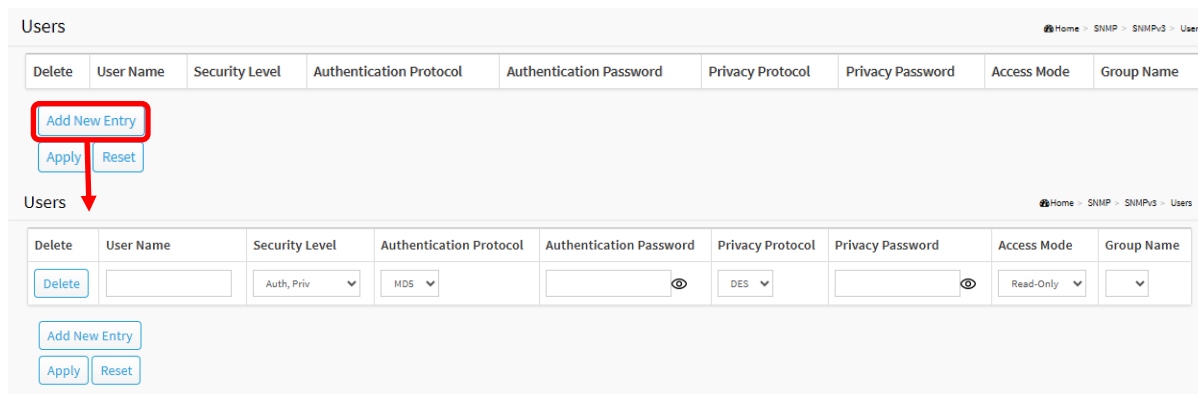 Users
Home > SNMP > SNMPv3 > User
Delete User Name Security Level Authentication Protocol Authentication Password Privacy Protocol Privacy Password Access Mode Group Name
Add New Entry
Apply Reset
Users
Home > SNMP > SNMPv3 > Users
Delete User Name Security Level Authentication Protocol Authentication Password Privacy Protocol Privacy Password Access Mode Group Name
Delete Auth, Priv MD5 DES Read-Only
Add New Entry
Apply Reset